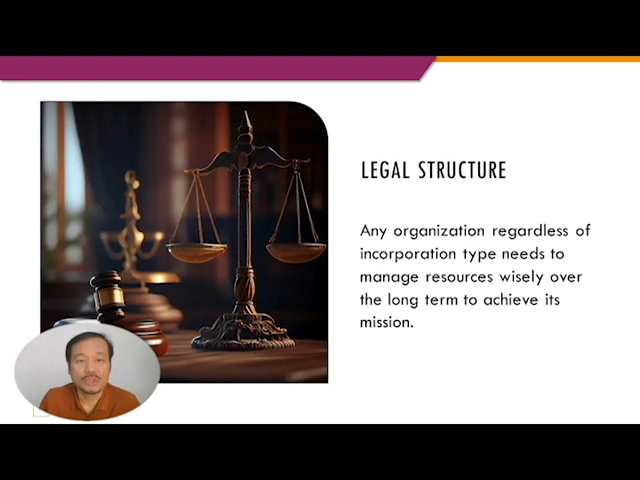 LEGAL STRUCTURE
Any organization regardless of
incorporation type needs to
manage resources wisely over
the long term to achieve its
mission.